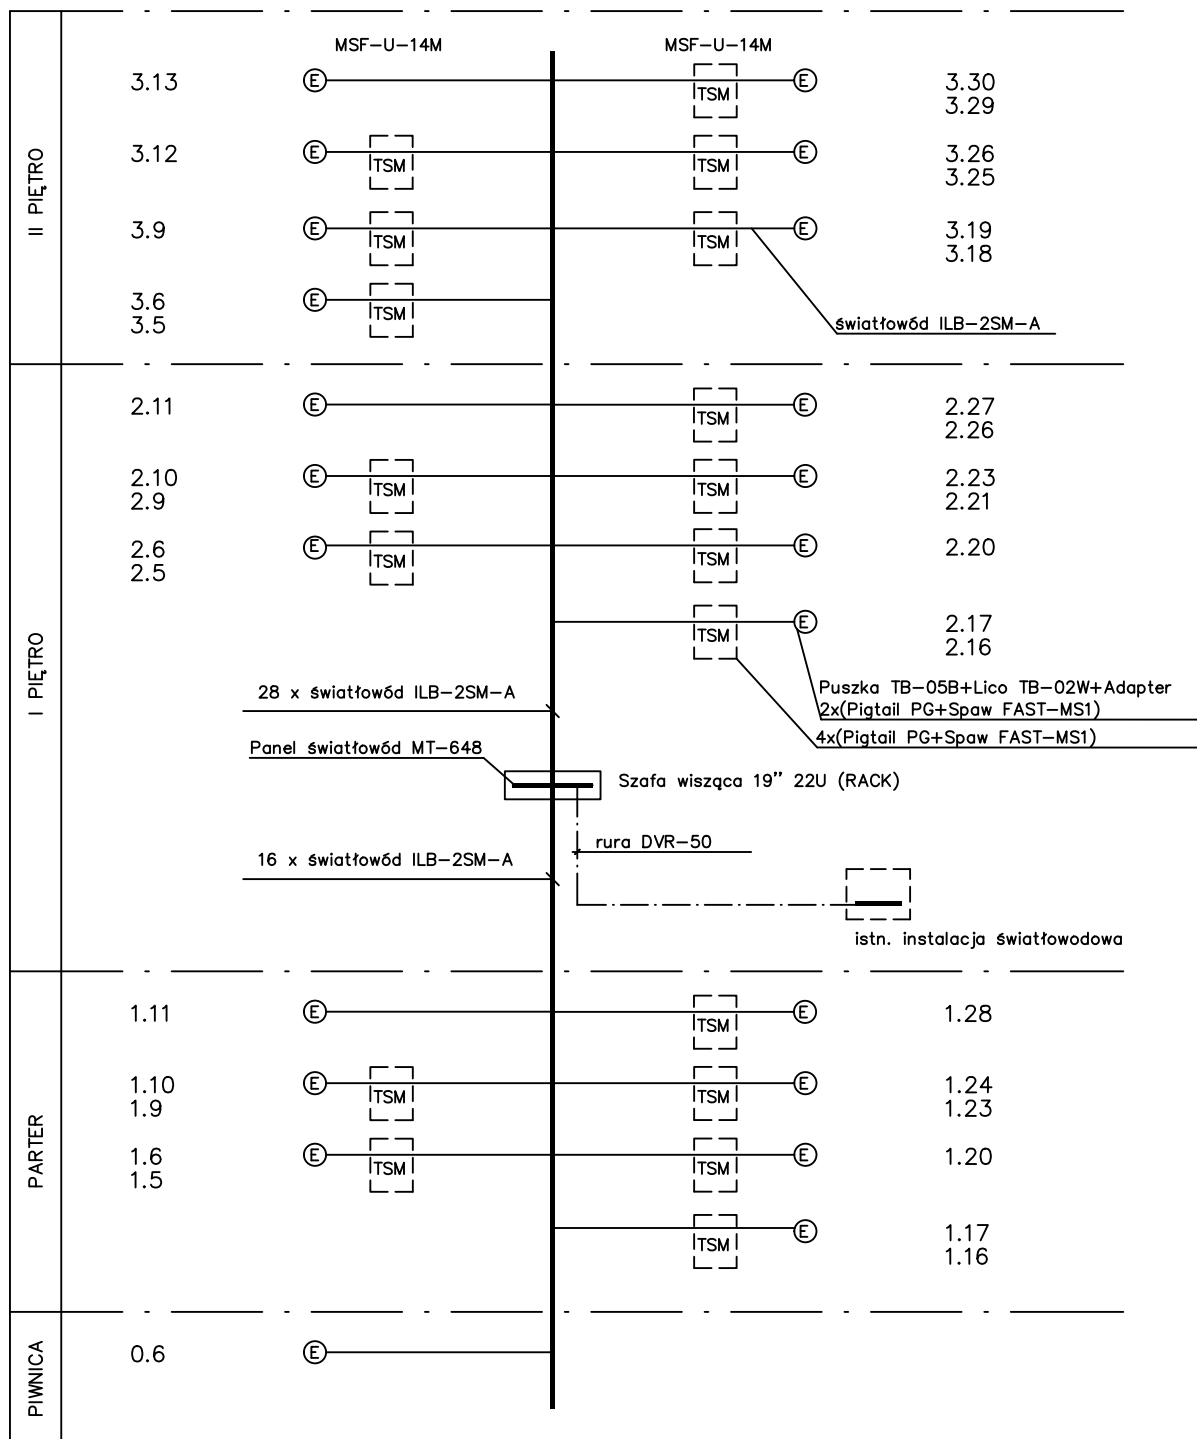 MSF-U-14M
MSF-U-14M
II PIĘTRO
3.13
E
TSM
E
3.30
3.29
3.12
E
TSM
TSM
E
3.26
3.25
3.9
E
TSM
TSM
E
3.19
3.18
3.6
3.5
E
TSM
światłowód ILB-2SM-A
I PIĘTRO
2.11
E
TSM
E
2.27
2.26
2.10
2.9
E
TSM
TSM
E
2.23
2.21
2.6
2.5
E
TSM
TSM
E
2.20
TSM
E
2.17
2.16
Puszka TB-05B+Lico TB-02W+Adapter
2x(Pigtail PG+Spaw FAST-MS1)
4x(Pigtail PG+Spaw FAST-MS1)
28 x światłowód ILB-2SM-A
Panel światłowód MT-648
Szafa wisząca 19" 22U (RACK)
rura DVR-50
16 x światłowód ILB-2SM-A
istn. instalacja światłowodowa
PARTER
1.11
E
TSM
E
1.28
1.10
1.9
E
TSM
TSM
E
1.24
1.23
1.6
1.5
E
TSM
TSM
E
1.20
TSM
E
1.17
1.16
PIWNICA
0.6
E